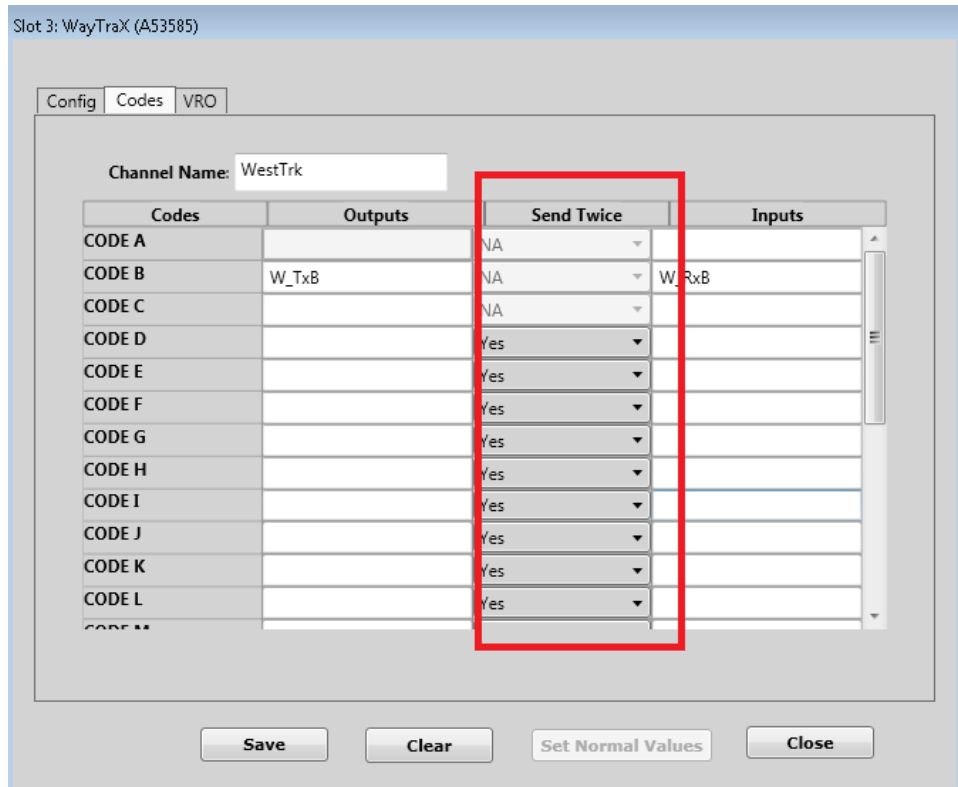 Slot 3: WayTraX (A53585)
Config Codes VRO
Channel Name: WestTrk
Codes Outputs Send Twice Inputs
CODE A NA
CODE B W_TxB NA W_RxB
CODE C NA
CODE D Yes
CODE E Yes
CODE F Yes
CODE G Yes
CODE H Yes
CODE I Yes
CODE J Yes
CODE K Yes
CODE L Yes
CODE M
Save Clear Set Normal Values Close